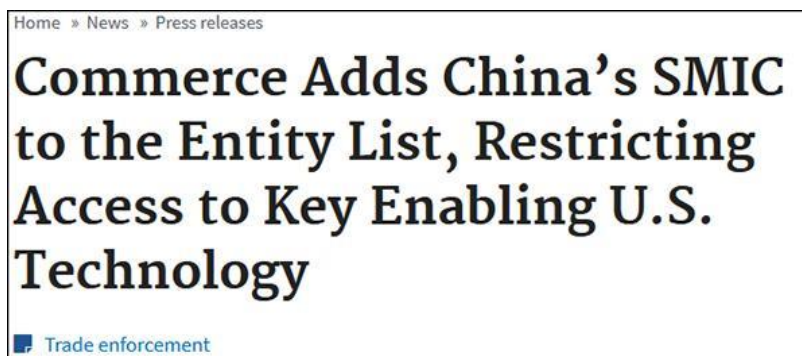 Home » News » Press releases
Commerce Adds China’s SMIC
to the Entity List, Restricting
Access to Key Enabling U.S.
Technology
Trade enforcement